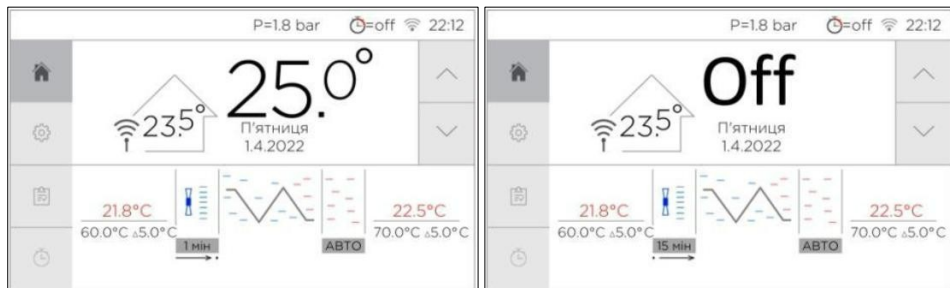 P=1.8 bar =off 22:12
25.0°
23.5°
П'ятниця
1.4.2022
21.8°C 22.5°C
60.0°C ▵5.0°C 70.0°C ▵5.0°C
1 мін АВТО
P=1.8 bar =off 22:12
Off
23.5°
П'ятниця
1.4.2022
21.8°C 22.5°C
60.0°C ▵5.0°C 70.0°C ▵5.0°C
15 мін АВТО